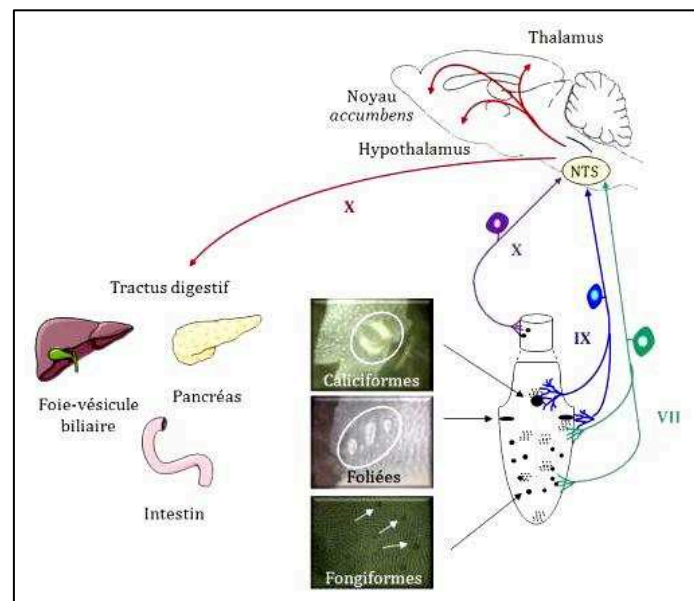 Thalamus
Noyau
accumbens
Hypothalamus
NTS
X
X
Tractus digestif
IX
Caliciformes
Pancréas
Foie-vésicule
biliaire
VII
Foliées
Intestin
Fongiformes